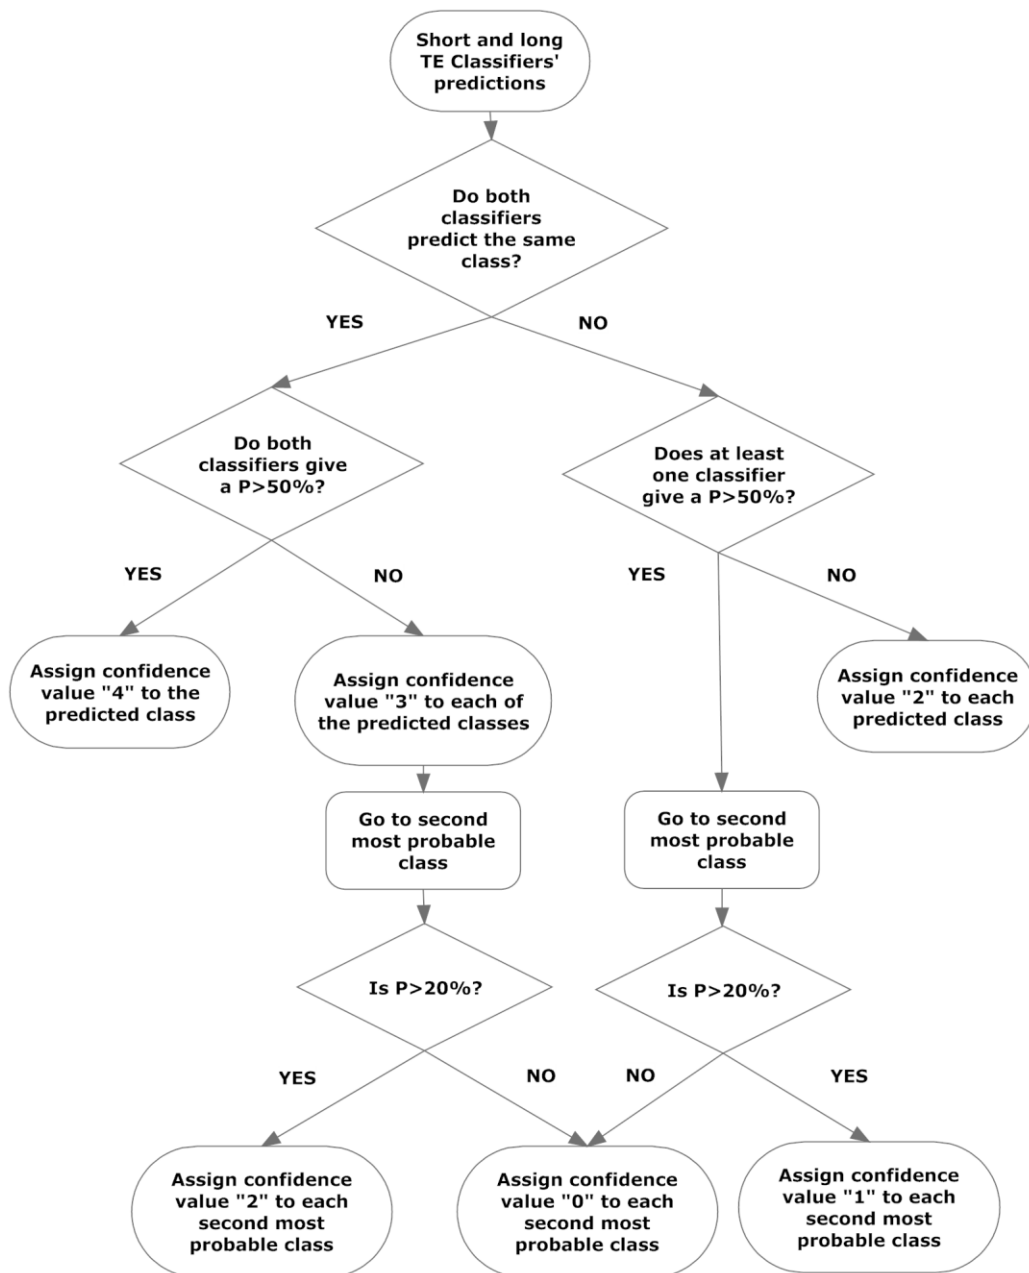 Short and long
TE Classifiers'
predictions
Do both
classifiers
predict the same
class?
YES
NO
Do both
classifiers give
a P>50%?
Does at least
one classifier
give a P>50%?
YES
NO
YES
NO
Assign confidence
value "4" to the
predicted class
Assign confidence
value "3" to each of
the predicted classes
Assign confidence
value "2" to each
predicted class
Go to second
most probable
class
Go to second
most probable
class
Is P>20%?
Is P>20%?
YES
NO
NO
YES
Assign confidence
value "2" to each
second most
probable class
Assign confidence
value "0" to each
second most
probable class
Assign confidence
value "1" to each
second most
probable class